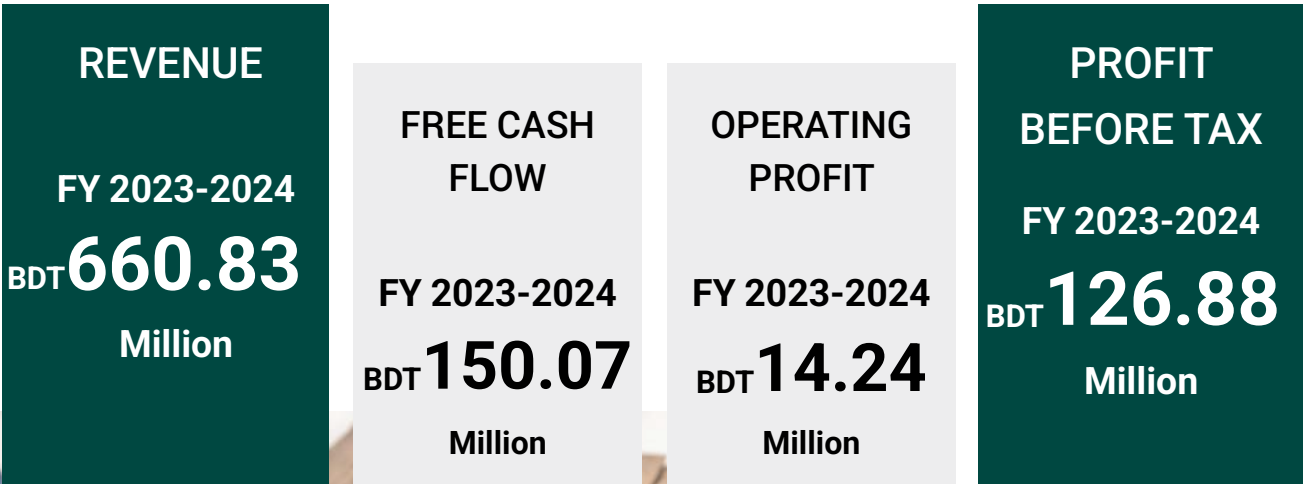 REVENUE
FY 2023-2024
BDT660.83
Million
FREE CASH
FLOW
FY 2023-2024
BDT150.07
Million
OPERATING
PROFIT
FY 2023-2024
BDT14.24
Million
PROFIT
BEFORE TAX
FY 2023-2024
BDT126.88
Million